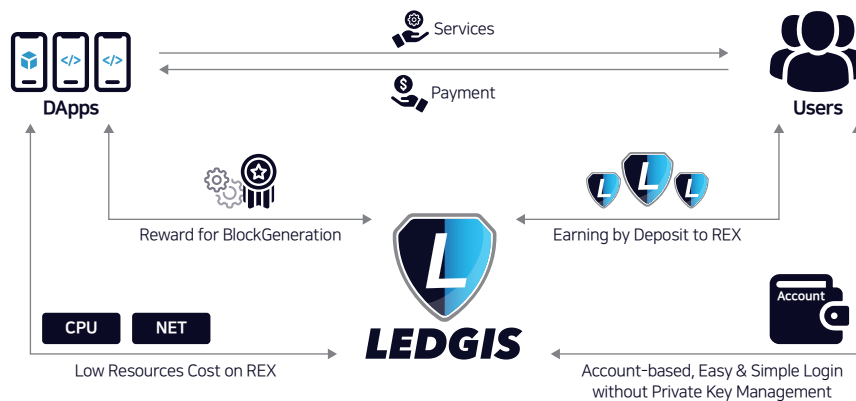 Services
Payment
DApps
Users
L
L
L
Reward for BlockGeneration
Earning by Deposit to REX
L
Account
CPU
NET
LEDGIS
Low Resources Cost on REX
Account-based, Easy & Simple Login
without Private Key Management